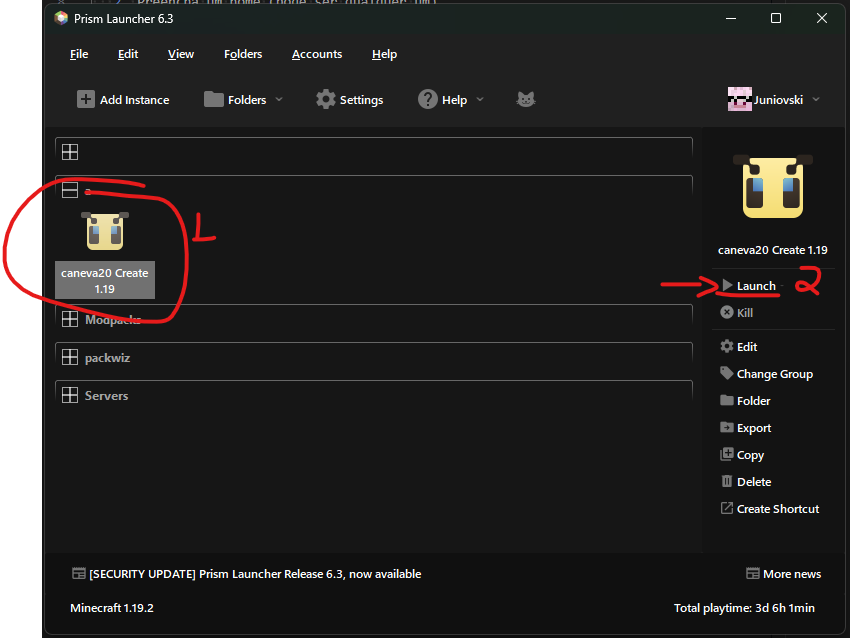 Prism Launcher 6.3
File Edit View Folders Accounts Help
Add Instance Folders Settings Help Juniovski
a
caneva20 Create
1.19
Modpacks
packwiz
Servers
caneva20 Create 1.19
Launch 2
Kill
Edit
Change Group
Folder
Export
Copy
Delete
Create Shortcut
[SECURITY UPDATE] Prism Launcher Release 6.3, now available More news
Minecraft 1.19.2 Total playtime: 3d 6h 1min